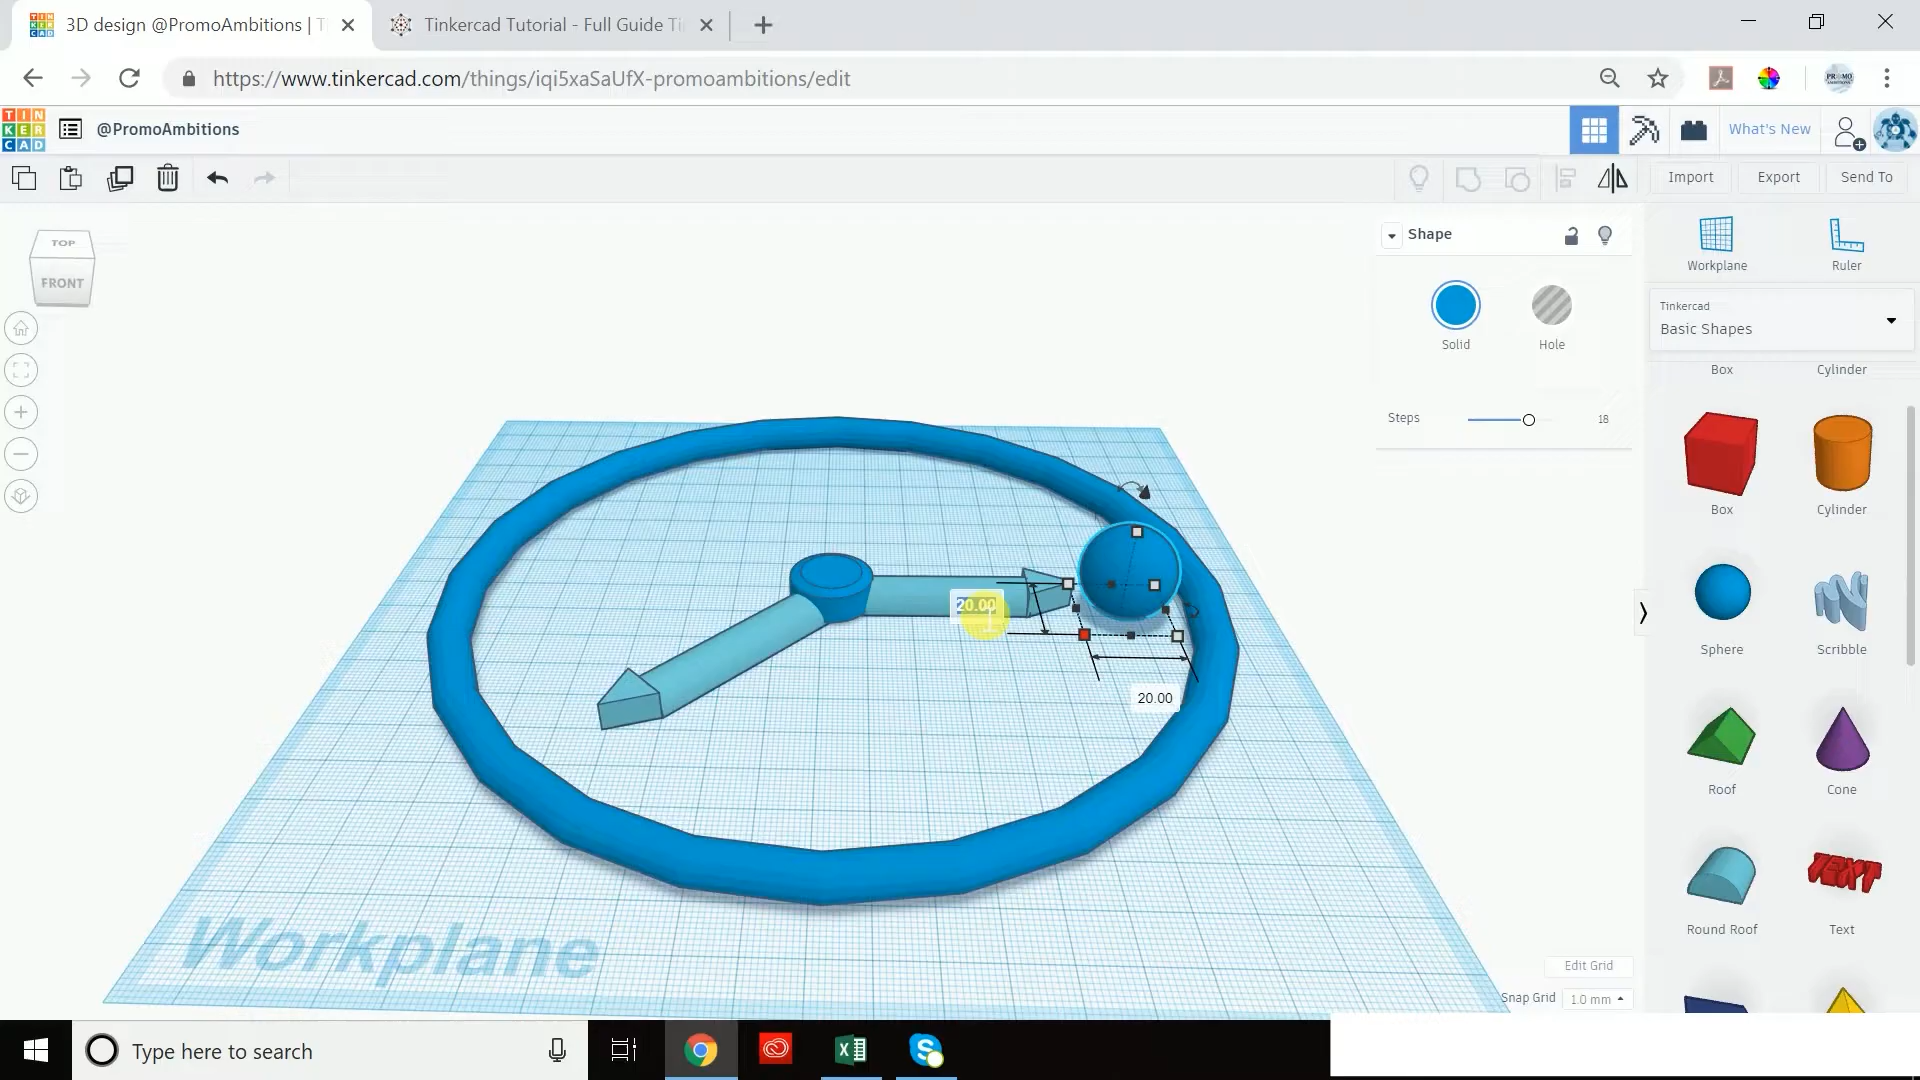 3D design @PromoAmbitions | T
Tinkercad Tutorial - Full Guide Ti
https://www.tinkercad.com/things/iqi5xaSaUfX-promoambitions/edit
PROMO
TIN
KER
CAD
@PromoAmbitions
What's New
Import
Export
Send To
TOP
FRONT
Shape
Solid
Hole
Steps
18
Workplane
Ruler
Tinkercad
Basic Shapes
Box
Cylinder
Box
Cylinder
Sphere
Scribble
Roof
Cone
TEXT
Round Roof
Text
20.00
20.00
Workplane
Edit Grid
Snap Grid
1.0 mm
Type here to search